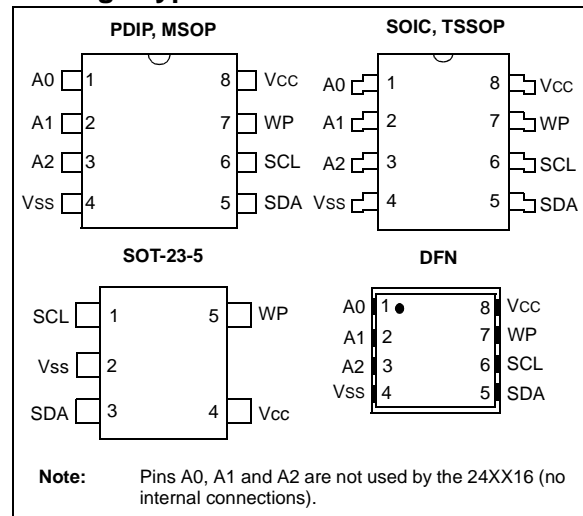 PDIP, MSOP
A0 1 8 VCC
A1 2 7 WP
A2 3 6 SCL
VSS 4 5 SDA
SOIC, TSSOP
A0 1 8 VCC
A1 2 7 WP
A2 3 6 SCL
VSS 4 5 SDA
SOT-23-5
SCL 1 5 WP
VSS 2
SDA 3 4 Vcc
DFN
A0 1 8 VCC
A1 2 7 WP
A2 3 6 SCL
VSS 4 5 SDA
Note: Pins A0, A1 and A2 are not used by the 24XX16 (no
internal connections).